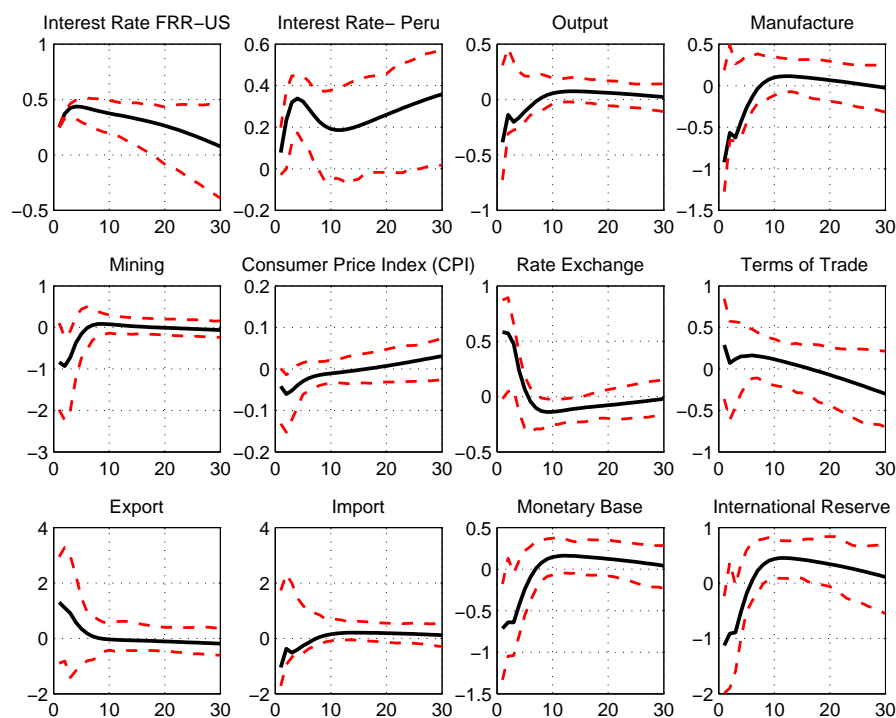 Interest Rate FRR−US
1
0.5
0
−0.5
0 10 20 30
Interest Rate− Peru
0.6
0.4
0.2
0
−0.2
0 10 20 30
Output
0.5
0
−0.5
−1
0 10 20 30
Manufacture
0.5
0
−0.5
−1
−1.5
0 10 20 30
Mining
1
0
−1
−2
−3
0 10 20 30
Consumer Price Index (CPI)
0.2
0.1
0
−0.1
−0.2
0 10 20 30
Rate Exchange
1
0.5
0
−0.5
0 10 20 30
Terms of Trade
1
0.5
0
−0.5
−1
0 10 20 30
Export
4
2
0
−2
0 10 20 30
Import
4
2
0
−2
0 10 20 30
Monetary Base
0.5
0
−0.5
−1
−1.5
0 10 20 30
International Reserve
1
0
−1
−2
0 10 20 30